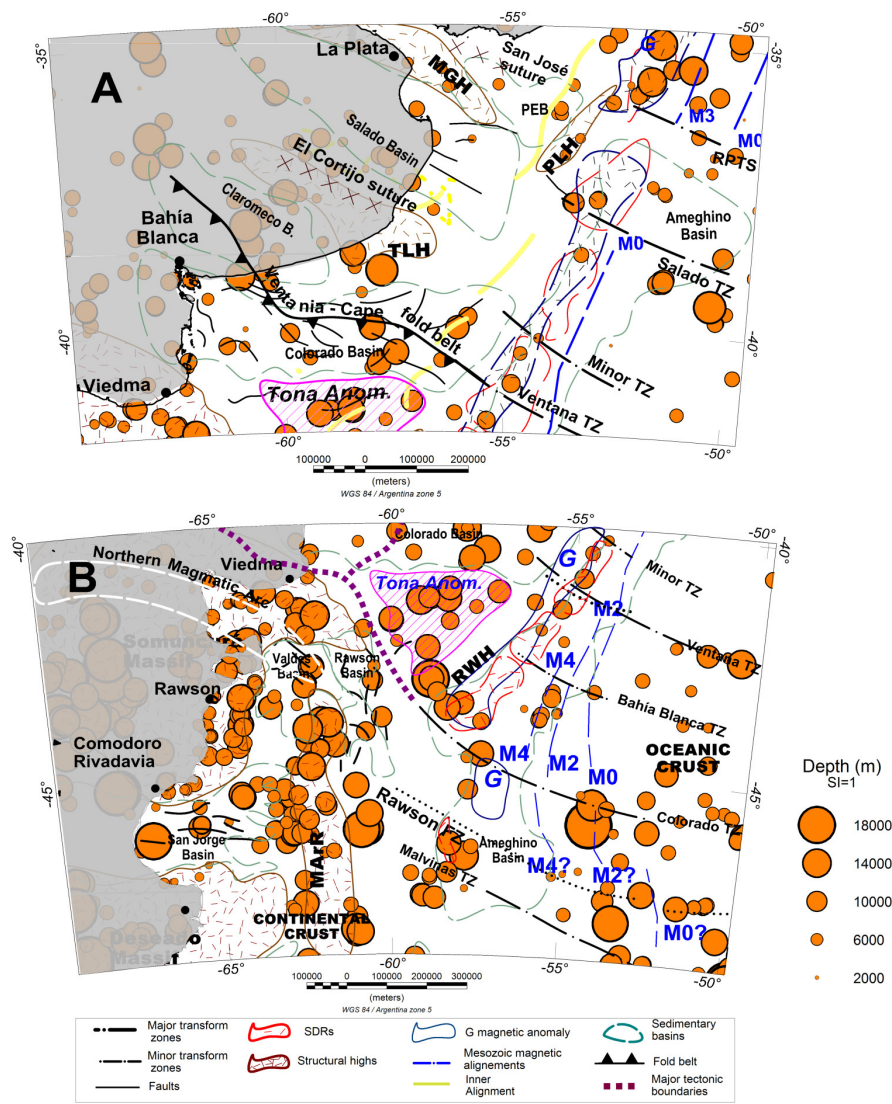 -60°
-55°
-50°
-35°
La Plata
San José
suture
G
-35°
A
MGH
PEB
M3
M0
Salado Basin
El Cortijo suture
PLH
RPTS
Claromeco B.
Bahía
Blanca
Ameghino
Basin
TLH
M0
Salado TZ
Ventania - Cape
fold belt
-40°
Colorado Basin
-40°
Minor TZ
Viedma
Tona Anom.
Ventana TZ
-60°
-55°
-50°
100000 0 100000 200000
(meters)
WGS 84 / Argentina zone 5
-65°
-60°
-55°
-40°
-40°
Colorado Basin
Northern Magmatic Arc
Viedma
B
G
Minor TZ
Tona Anom.
M?
Somuncura
Massif
Valdes
Basin
Rawson
Basin
RWH
Ventana TZ
Rawson
M4
Bahía Blanca TZ
Comodoro
Rivadavia
M4
M2
M0
OCEANIC
CRUST
-45°
-45°
G
Colorado TZ
Rawson TZ
San Jorge
Basin
MArR
Ameghino
Basin
Malvinas TZ
M4?
M2?
CONTINENTAL
CRUST
M0?
Deseado
Massif
-65°
-60°
-55°
-50°
100000 0 100000 200000 300000
(meters)
WGS 84 / Argentina zone 5
Depth (m)
SI=1
18000
14000
10000
6000
2000
Major transform
zones
SDRs
G magnetic anomaly
Sedimentary
basins
Minor transform
zones
Structural highs
Mesozoic magnetic
alignements
Fold belt
Faults
Inner
Alignment
Major tectonic
boundaries